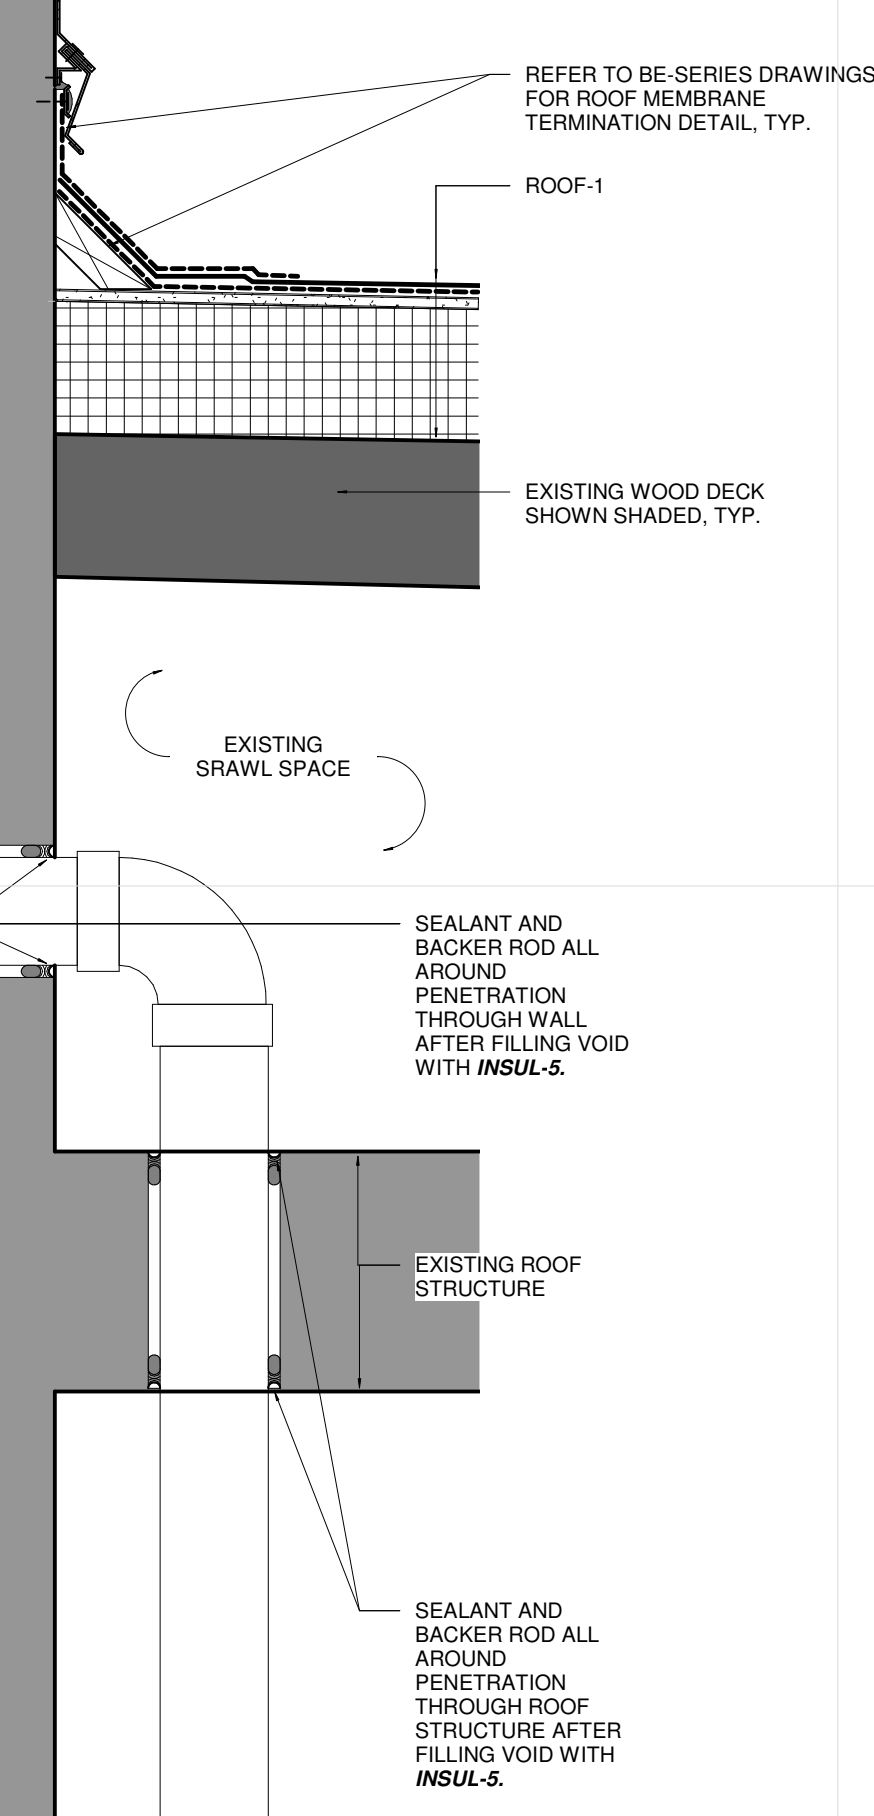 REFER TO BE-SERIES DRAWINGS
FOR ROOF MEMBRANE
TERMINATION DETAIL, TYP.
ROOF-1
EXISTING WOOD DECK
SHOWN SHADED, TYP.
EXISTING
SRAWL SPACE
SEALANT AND
BACKER ROD ALL
AROUND
PENETRATION
THROUGH WALL
AFTER FILLING VOID
WITH INSUL-5.
EXISTING ROOF
STRUCTURE
SEALANT AND
BACKER ROD ALL
AROUND
PENETRATION
THROUGH ROOF
STRUCTURE AFTER
FILLING VOID WITH
INSUL-5.